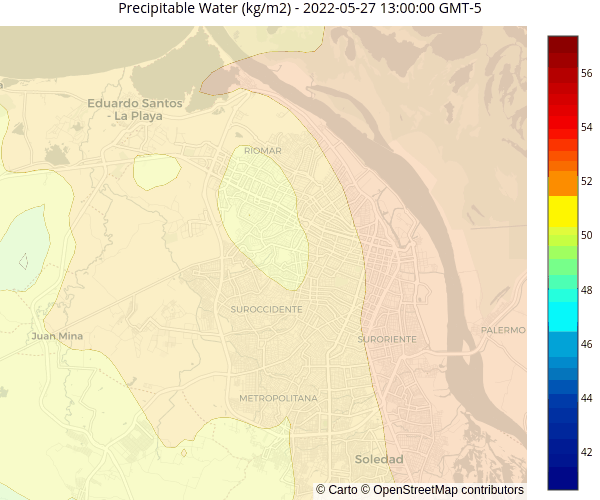 Precipitable Water (kg/m2) - 2022-05-27 13:00:00 GMT-5
Eduardo Santos
- La Playa
RIOMAR
SUROCCIDENTE
Juan Mina
SURORIENTE
PALERMO
METROPOLITANA
Soledad
© Carto © OpenStreetMap contributors
56
54
52
50
48
46
44
42